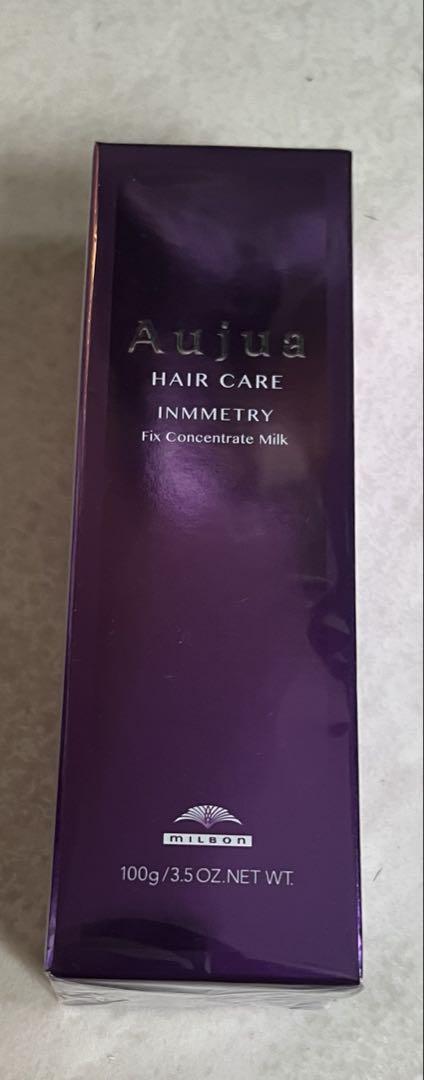 Aujua
HAIR CARE
INMMETRY
Fix Concentrate Milk
MILBON
100g/3.5 OZ.NET WT.